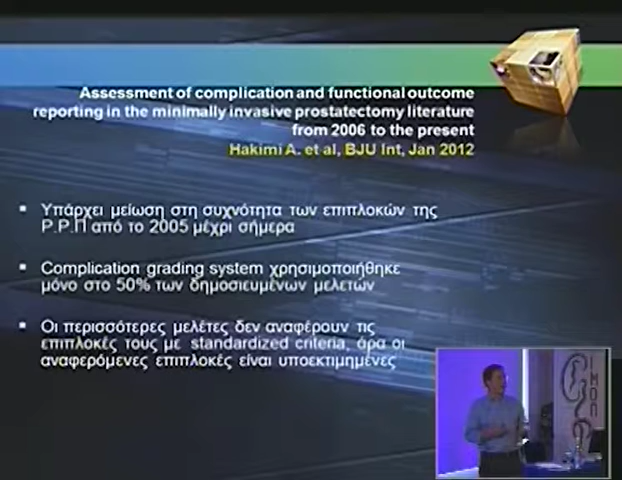 Assessment of complication and functional outcome
reporting in the minimally invasive prostatectomy literature
from 2006 to the present
Hakimi A. et al, BJU Int, Jan 2012
Υπάρχει μείωση στη συχνότητα των επιπλοκών της
Ρ.Ρ.Π από το 2005 μέχρι σήμερα
Complication grading system χρησιμοποιήθηκε
μόνο στο 50% των δημοσιευμένων μελετών
Οι περισσότερες μελέτες δεν αναφέρουν τις
επιπλοκές τους με standardized criteria, άρα οι
αναφερόμενες επιπλοκές είναι υποεκτιμημένες